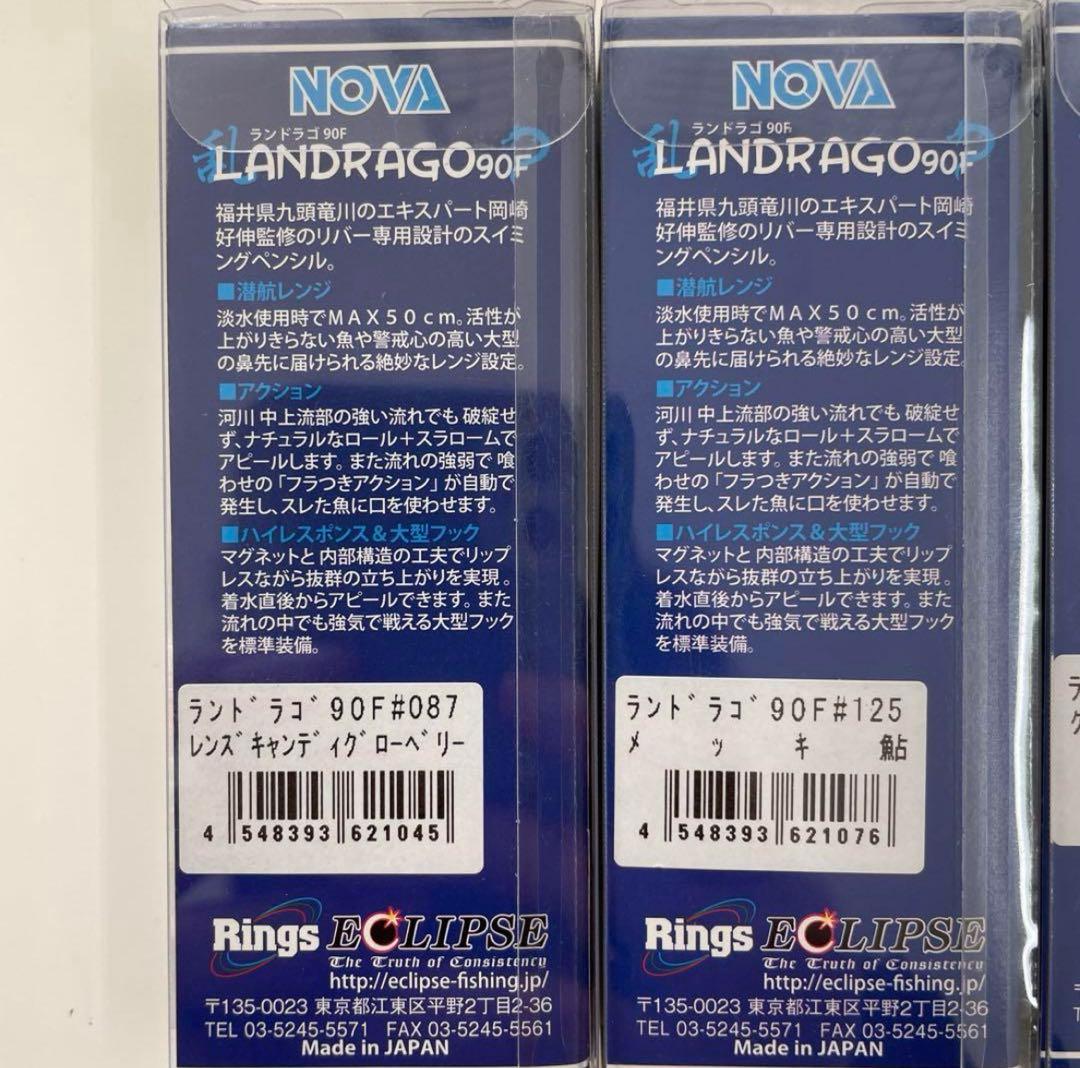 NOVA
ランドラゴ 90F
乱
LANDRAGO90F
福井県九頭竜川のエキスパート岡崎
好伸監修のリバー専用設計のスイミ
ングペンシル。
■潜航レンジ
淡水使用時でMAX50cm。活性が
上がりきらない魚や警戒心の高い大型
の鼻先に届けられる絶妙なレンジ設定。
■アクション
河川 中上流部の強い流れでも 破綻せ
ず、ナチュラルなロール+スラロームで
アピールします。また流れの強弱で 喰
わせの「フラつきアクション」が自動で
発生し、スレた魚に口を使わせます。
■ハイレスポンス&大型フック
マグネットと 内部構造の工夫でリップ
レスながら抜群の立ち上がりを実現。
着水直後からアピールできます。また
流れの中でも強気で戦える大型フック
を標準装備。
ランドラゴ90F#087
レンズキャンディグローベリー
4 548393 621045
Rings ECLIPSE
The Truth of Consistency
http://eclipse-fishing.jp/
〒135-0023 東京都江東区平野2丁目2-36
TEL 03-5245-5571 FAX 03-5245-5561
Made in JAPAN
NOVA
ランドラゴ 90F
乱
LANDRAGO90F
福井県九頭竜川のエキスパート岡崎
好伸監修のリバー専用設計のスイミ
ングペンシル。
■潜航レンジ
淡水使用時でMAX50cm。活性が
上がりきらない魚や警戒心の高い大型
の鼻先に届けられる絶妙なレンジ設定。
■アクション
河川 中上流部の強い流れでも 破綻せ
ず、ナチュラルなロール+スラロームで
アピールします。また流れの強弱で 喰
わせの「フラつきアクション」が自動で
発生し、スレた魚に口を使わせます。
■ハイレスポンス&大型フック
マグネットと 内部構造の工夫でリップ
レスながら抜群の立ち上がりを実現。
着水直後からアピールできます。また
流れの中でも強気で戦える大型フック
を標準装備。
ランドラゴ90F#125
メッキ鮎
4 548393 621076
Rings ECLIPSE
The Truth of Consistency
http://eclipse-fishing.jp/
〒135-0023 東京都江東区平野2丁目2-36
TEL 03-5245-5571 FAX 03-5245-5561
Made in JAPAN